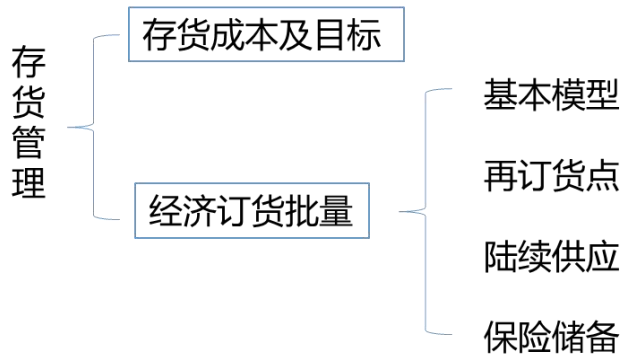 存货管理
存货成本及目标
经济订货批量
基本模型
再订货点
陆续供应
保险储备